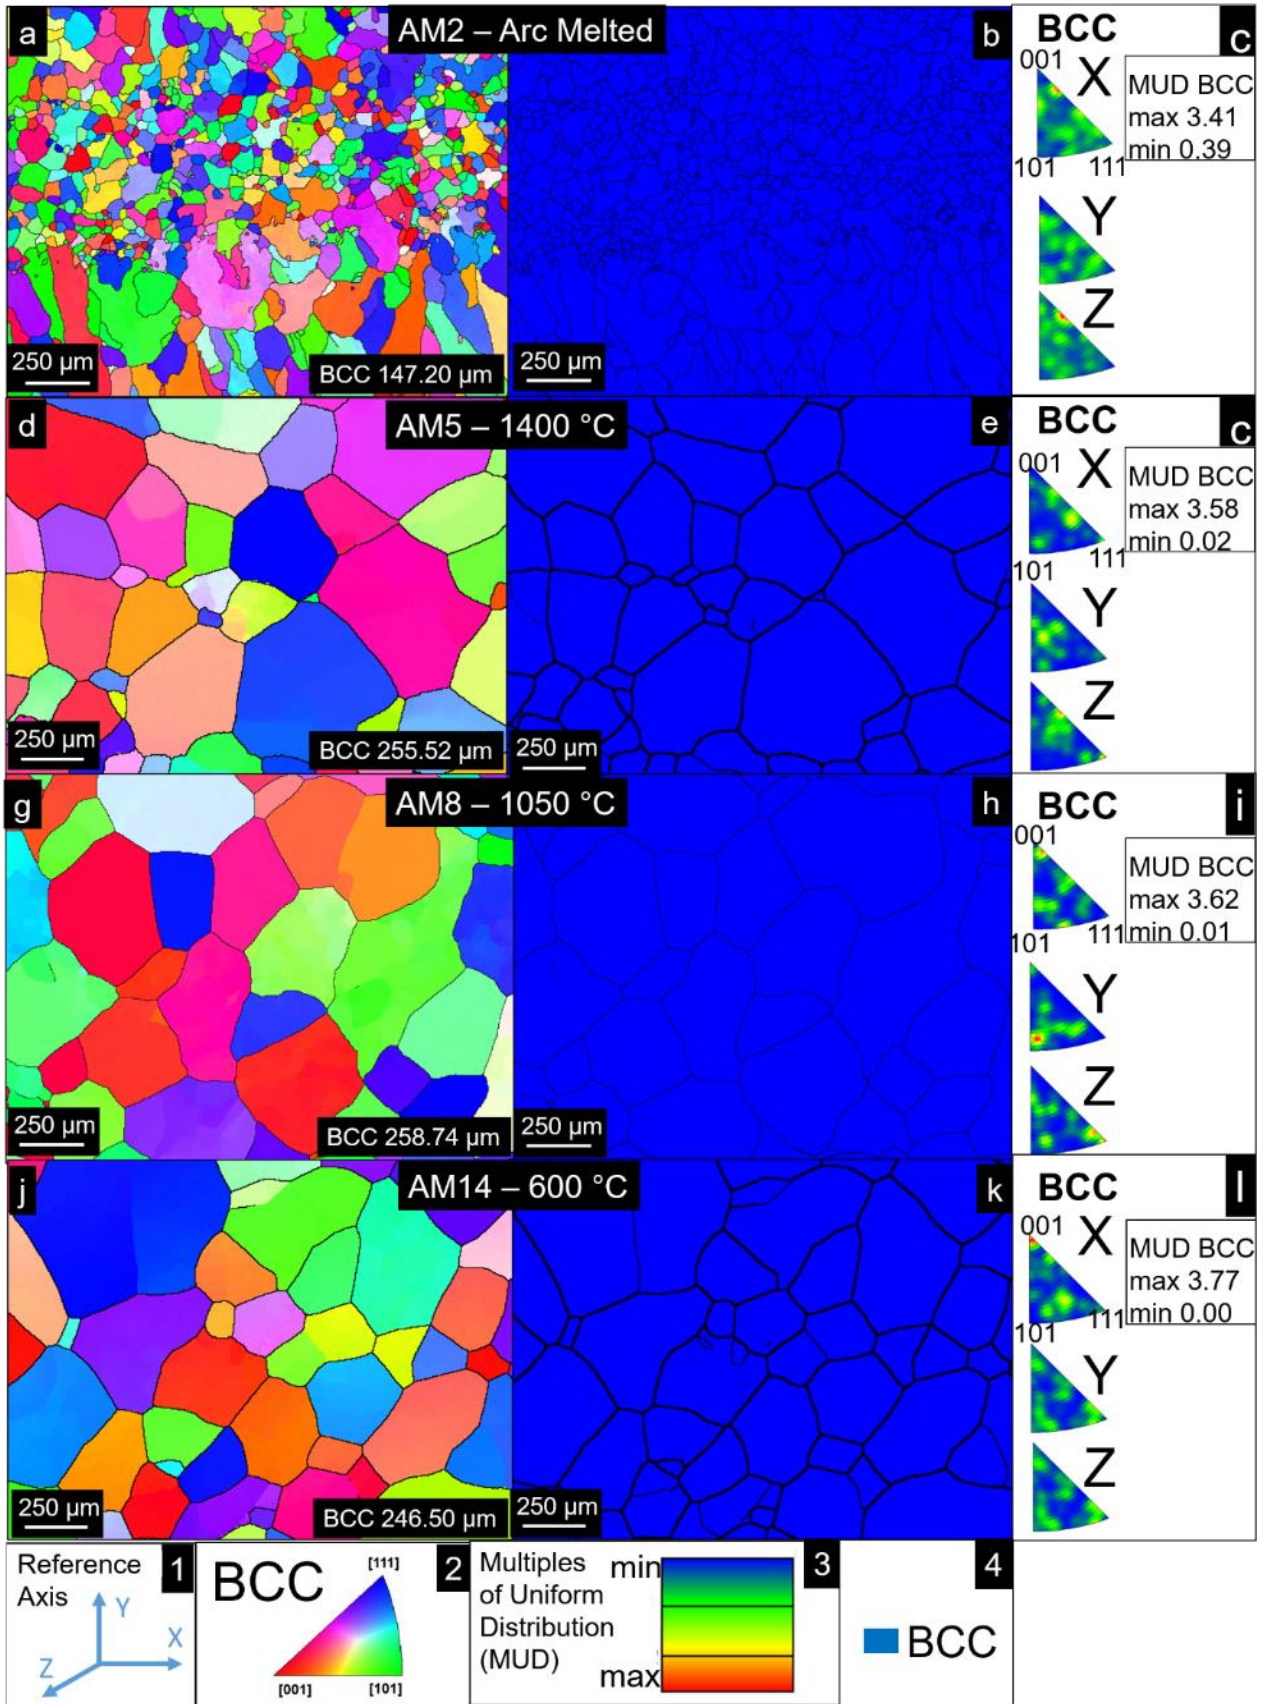 a
AM2 – Arc Melted
b
250 µm
BCC 147.20 µm
250 µm
BCC
c
001
X
MUD BCC
max 3.41
min 0.39
101
111
Y
Z
d
AM5 – 1400 °C
e
250 µm
BCC 255.52 µm
250 µm
BCC
c
001
X
MUD BCC
max 3.58
min 0.02
101
111
Y
Z
g
AM8 – 1050 °C
h
250 µm
BCC 258.74 µm
250 µm
BCC
i
001
MUD BCC
max 3.62
min 0.01
101
111
Y
Z
j
AM14 – 600 °C
k
250 µm
BCC 246.50 µm
250 µm
BCC
l
001
X
MUD BCC
max 3.77
min 0.00
101
111
Y
Z
Reference
Axis
1
Y
X
Z
BCC
2
[111]
[001]
[101]
Multiples
of Uniform
Distribution
(MUD)
min
max
3
4
BCC